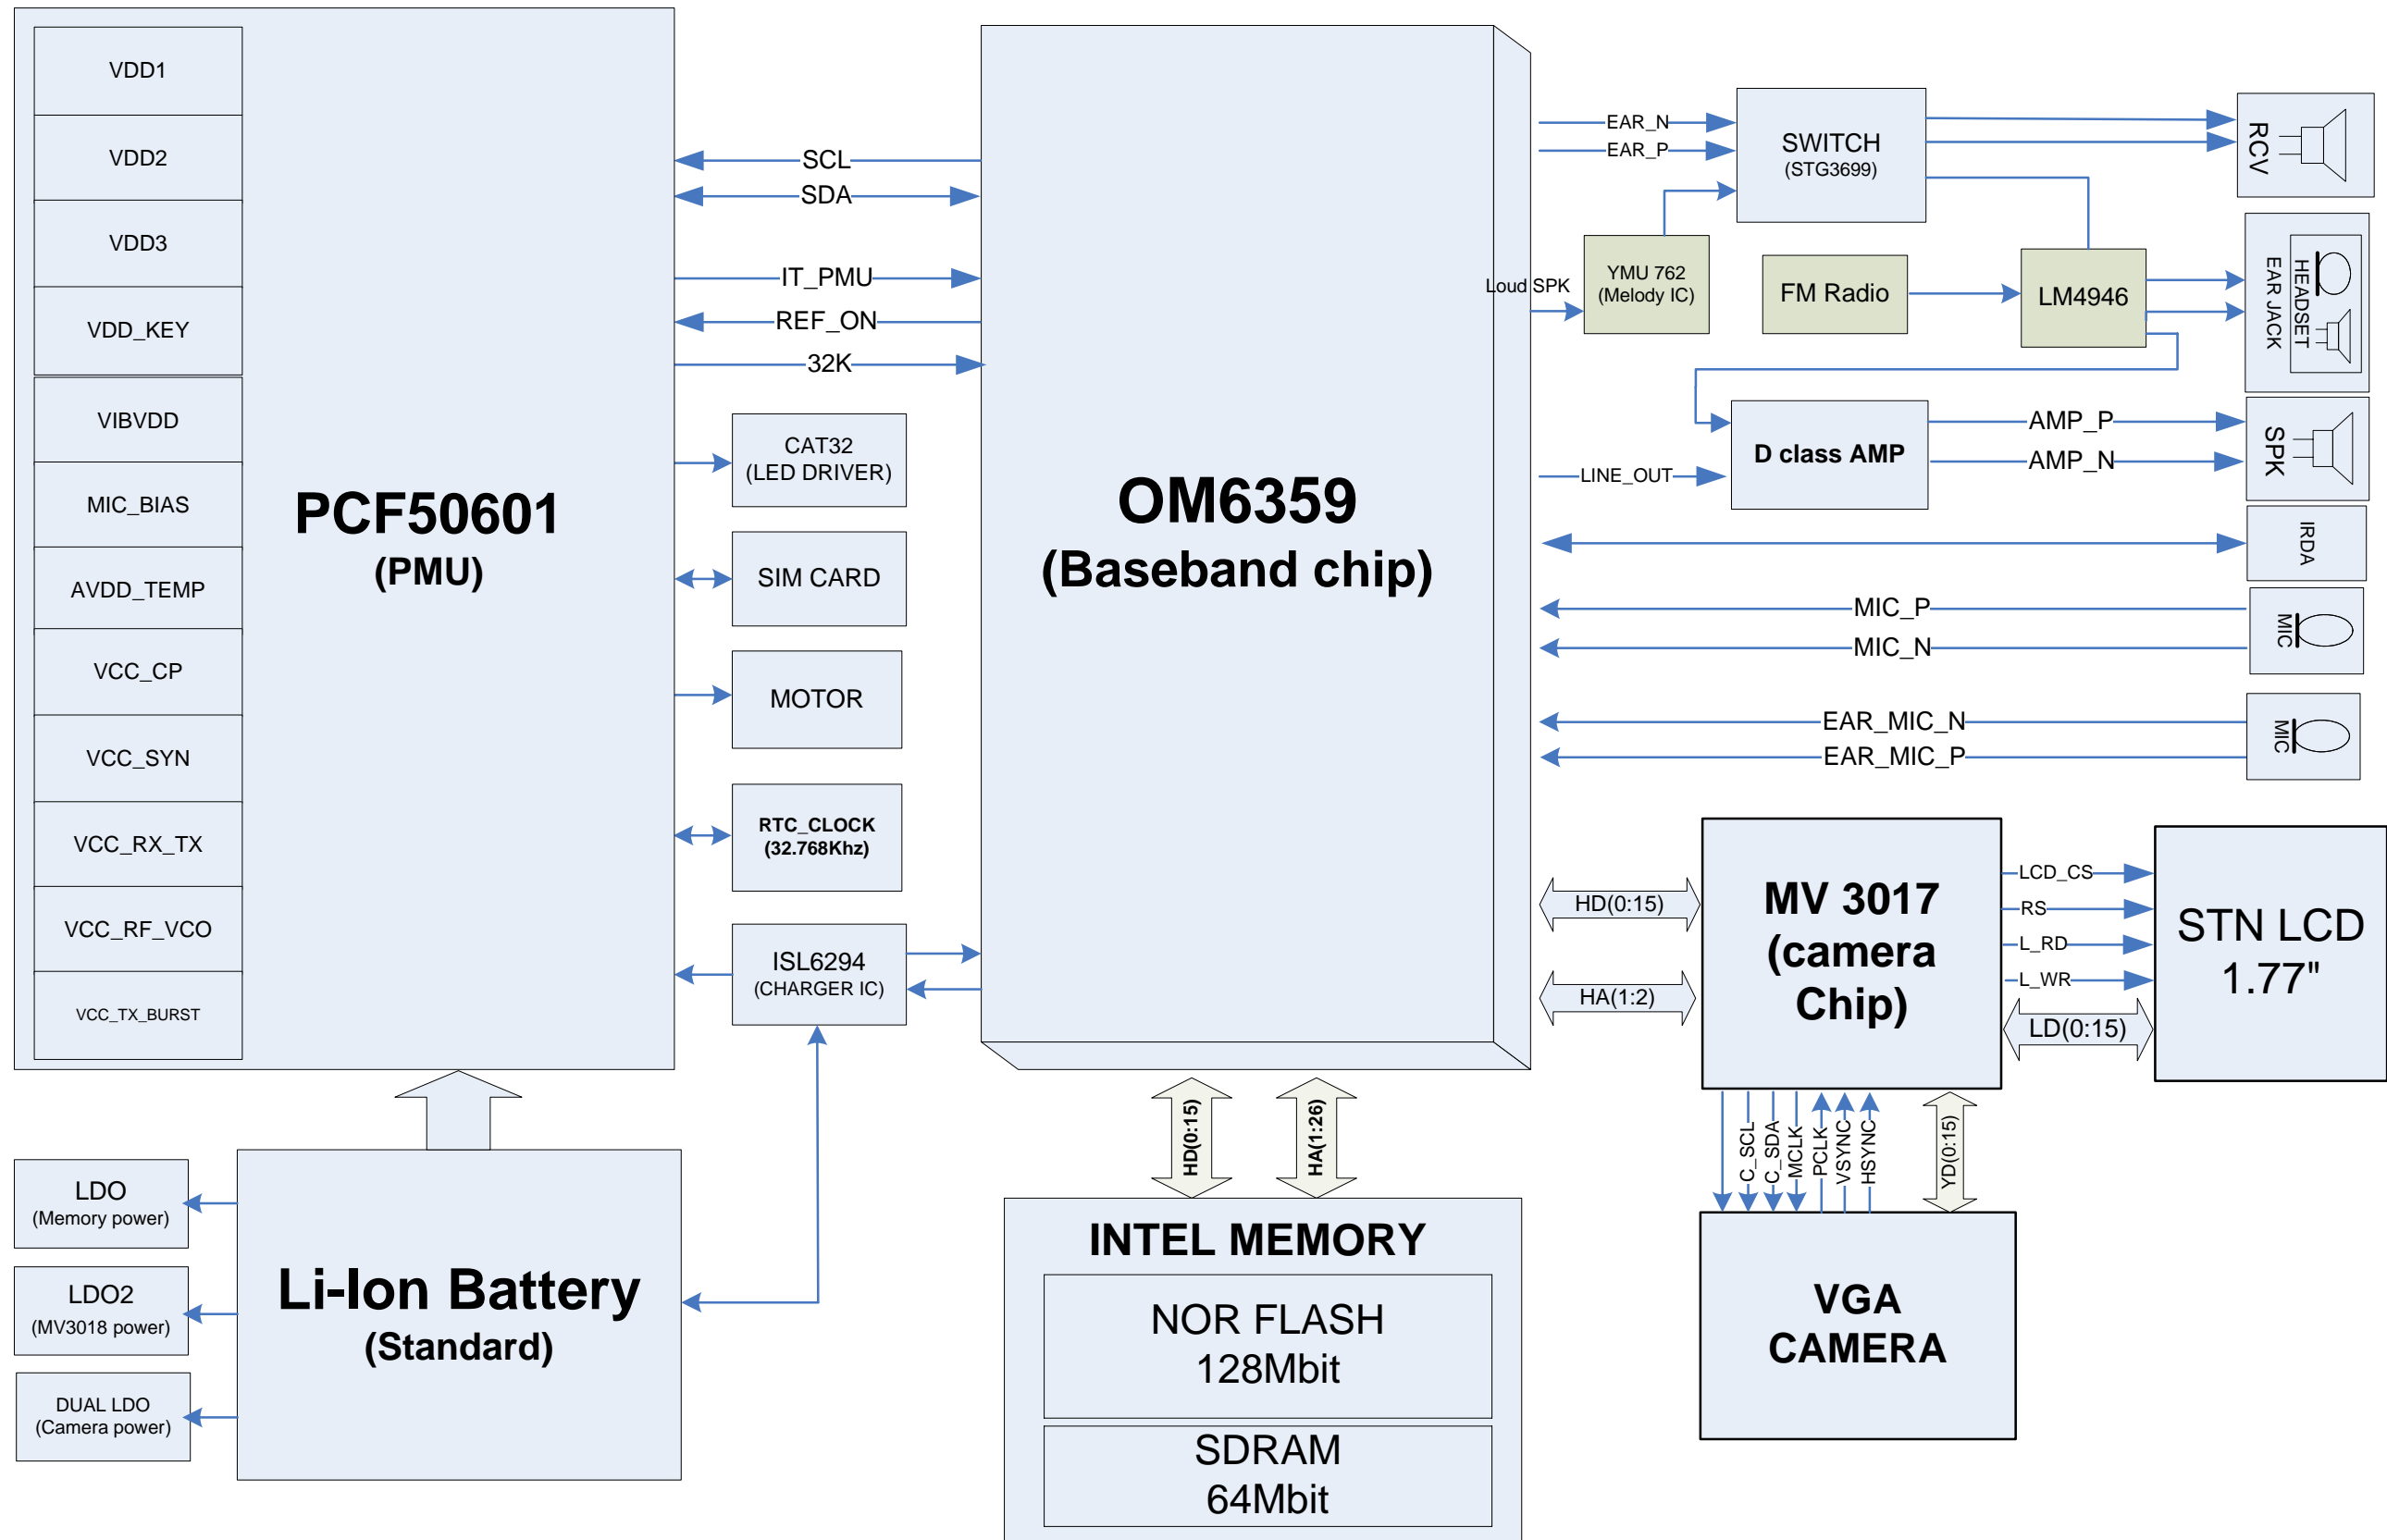 VDD1
VDD2
VDD3
VDD_KEY
VIBVDD
MIC_BIAS
AVDD_TEMP
VCC_CP
VCC_SYN
VCC_RX_TX
VCC_RF_VCO
VCC_TX_BURST
PCF50601
(PMU)
SCL
SDA
IT_PMU
REF_ON
32K
CAT32
(LED DRIVER)
SIM CARD
MOTOR
RTC_CLOCK
(32.768Khz)
ISL6294
(CHARGER IC)
OM6359
(Baseband chip)
EAR_N
EAR_P
SWITCH
(STG3699)
RCV
Loud SPK
YMU 762
(Melody IC)
FM Radio
LM4946
HEADSET
EAR JACK
D class AMP
LINE_OUT
AMP_P
AMP_N
SPK
IRDA
MIC_P
MIC_N
MIC
EAR_MIC_N
EAR_MIC_P
MIC
HD(0:15)
HA(1:2)
MV 3017
(camera
Chip)
LCD_CS
RS
L_RD
L_WR
LD(0:15)
STN LCD
1.77"
C_SCL
C_SDA
MCLK
PCLK
VSYNC
HSYNC
YD(0:15)
VGA
CAMERA
HD(0:15)
HA(1:26)
INTEL MEMORY
NOR FLASH
128Mbit
SDRAM
64Mbit
LDO
(Memory power)
LDO2
(MV3018 power)
DUAL LDO
(Camera power)
Li-Ion Battery
(Standard)